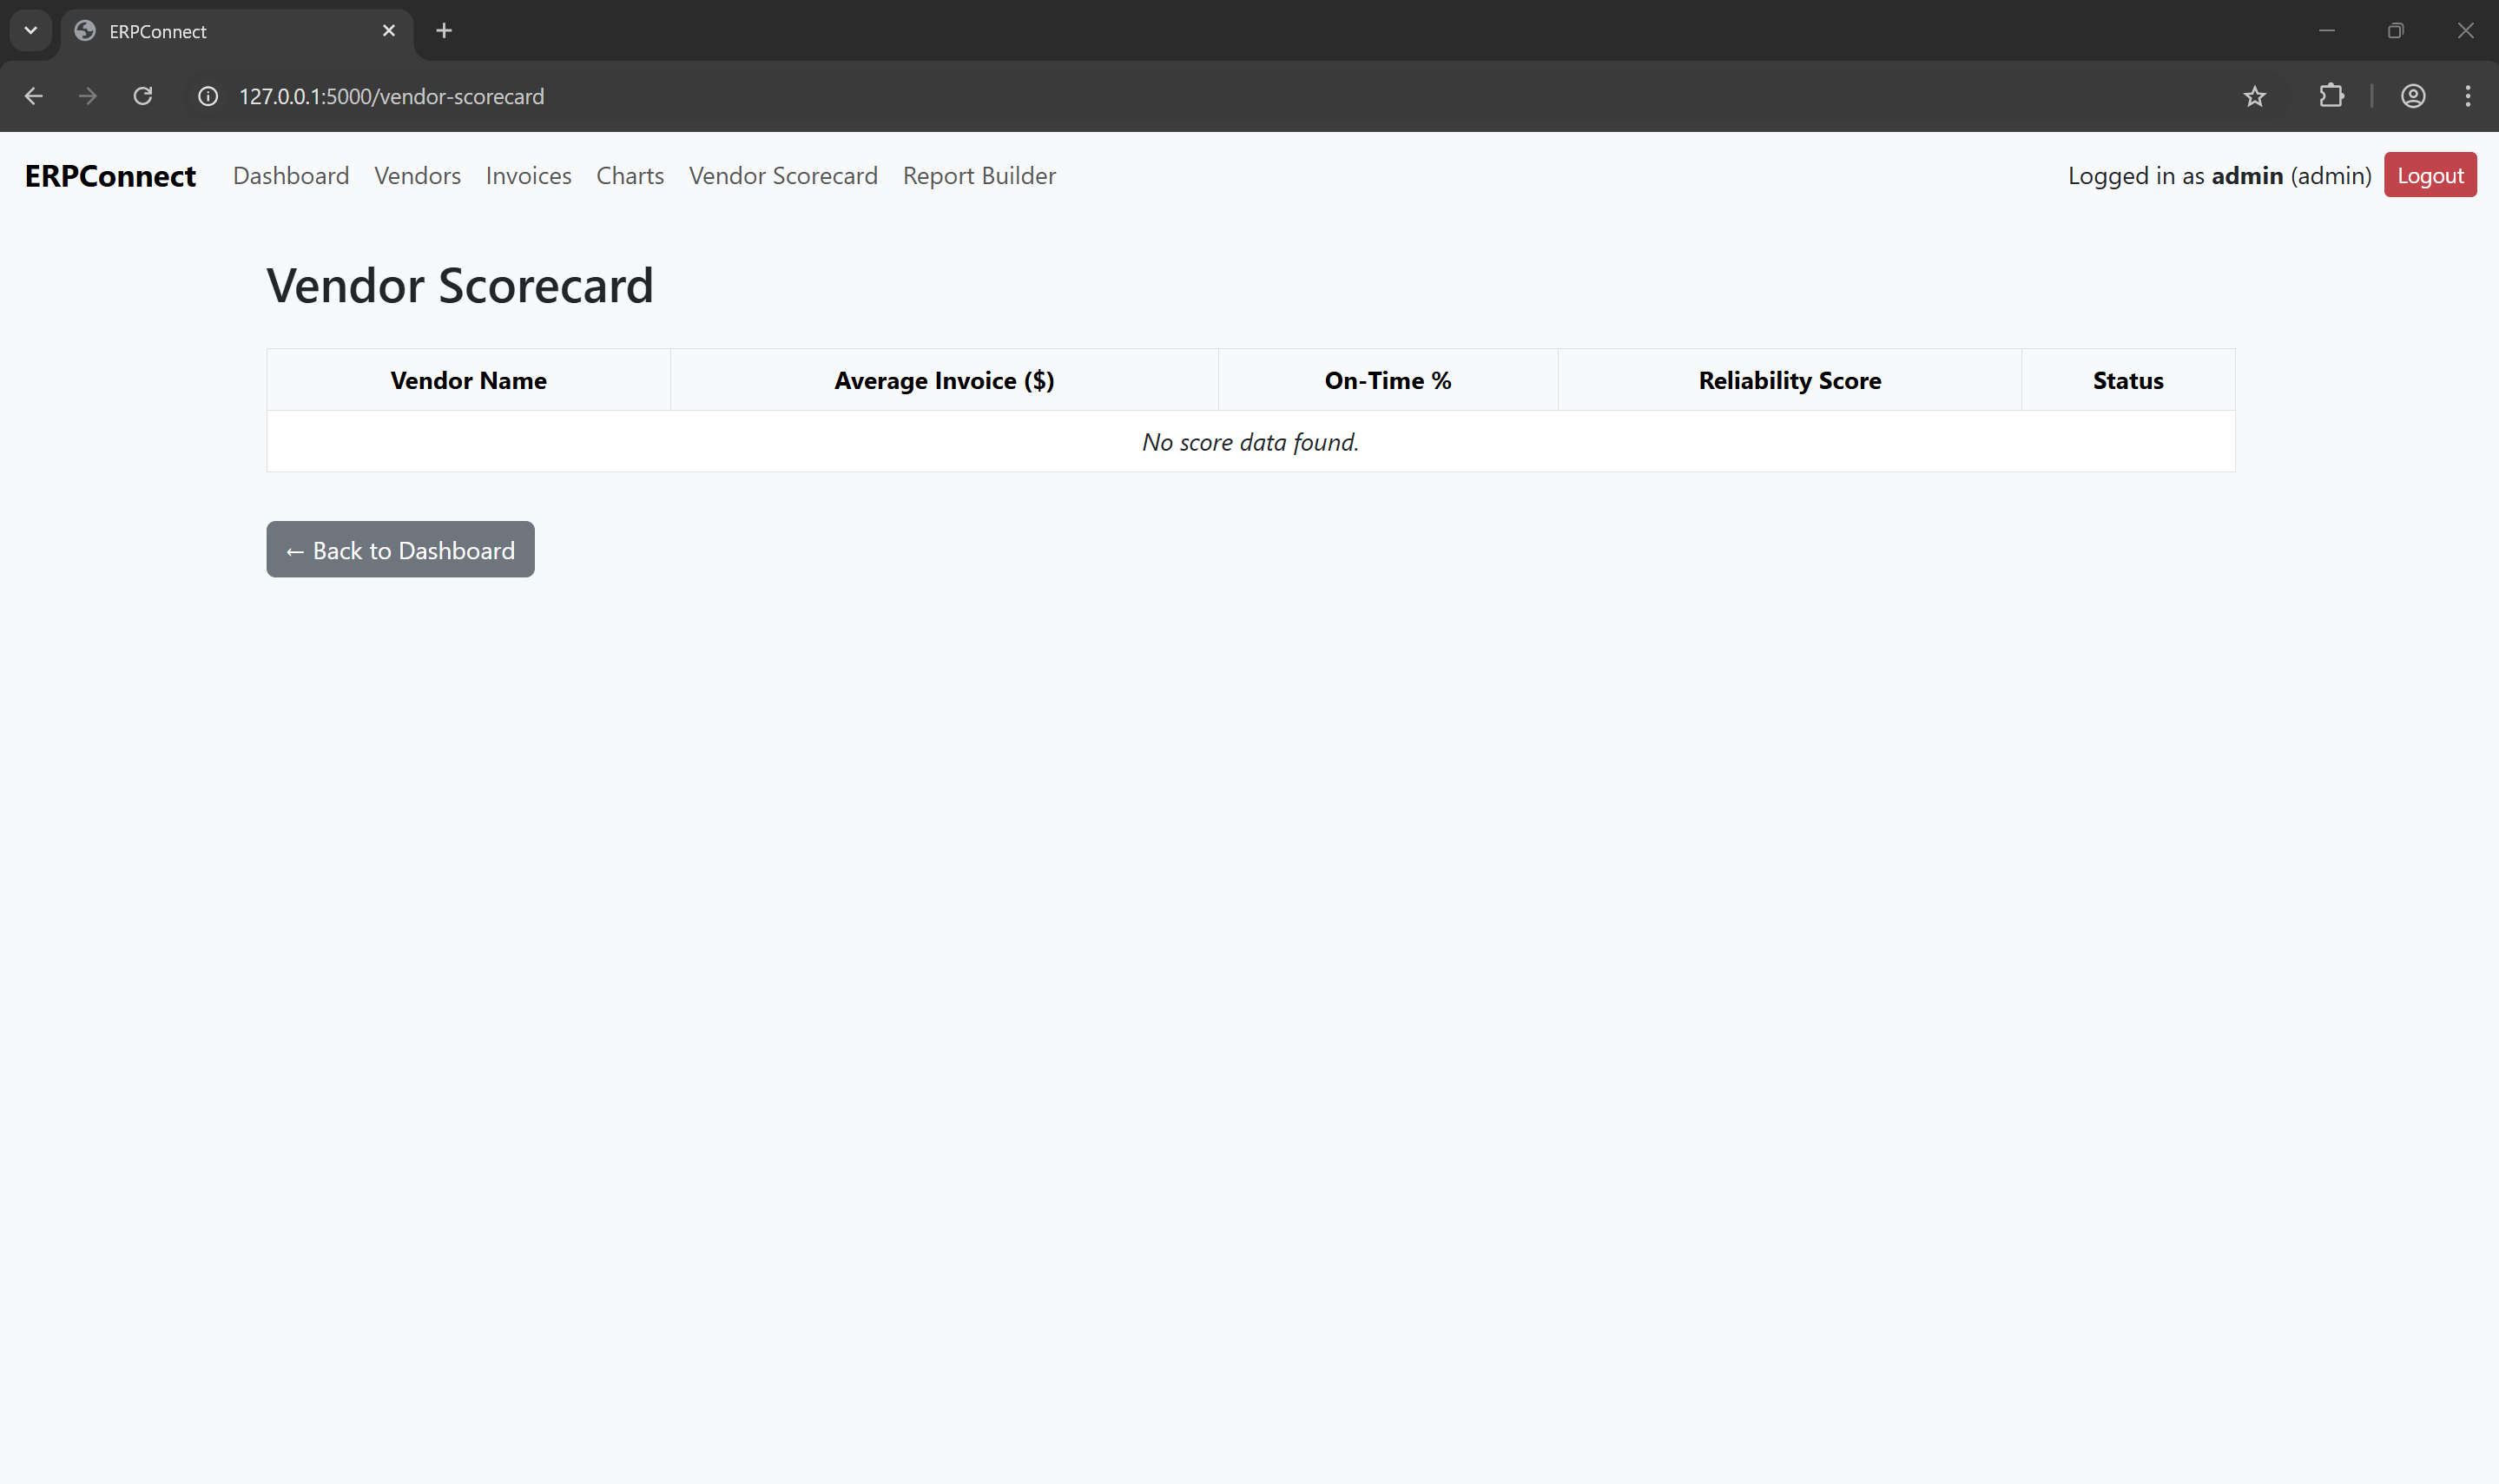 ERPConnect
127.0.0.1:5000/vendor-scorecard
ERPConnect Dashboard Vendors Invoices Charts Vendor Scorecard Report Builder Logged in as admin (admin) Logout
Vendor Scorecard
Vendor Name Average Invoice ($) On-Time % Reliability Score Status
No score data found.
← Back to Dashboard